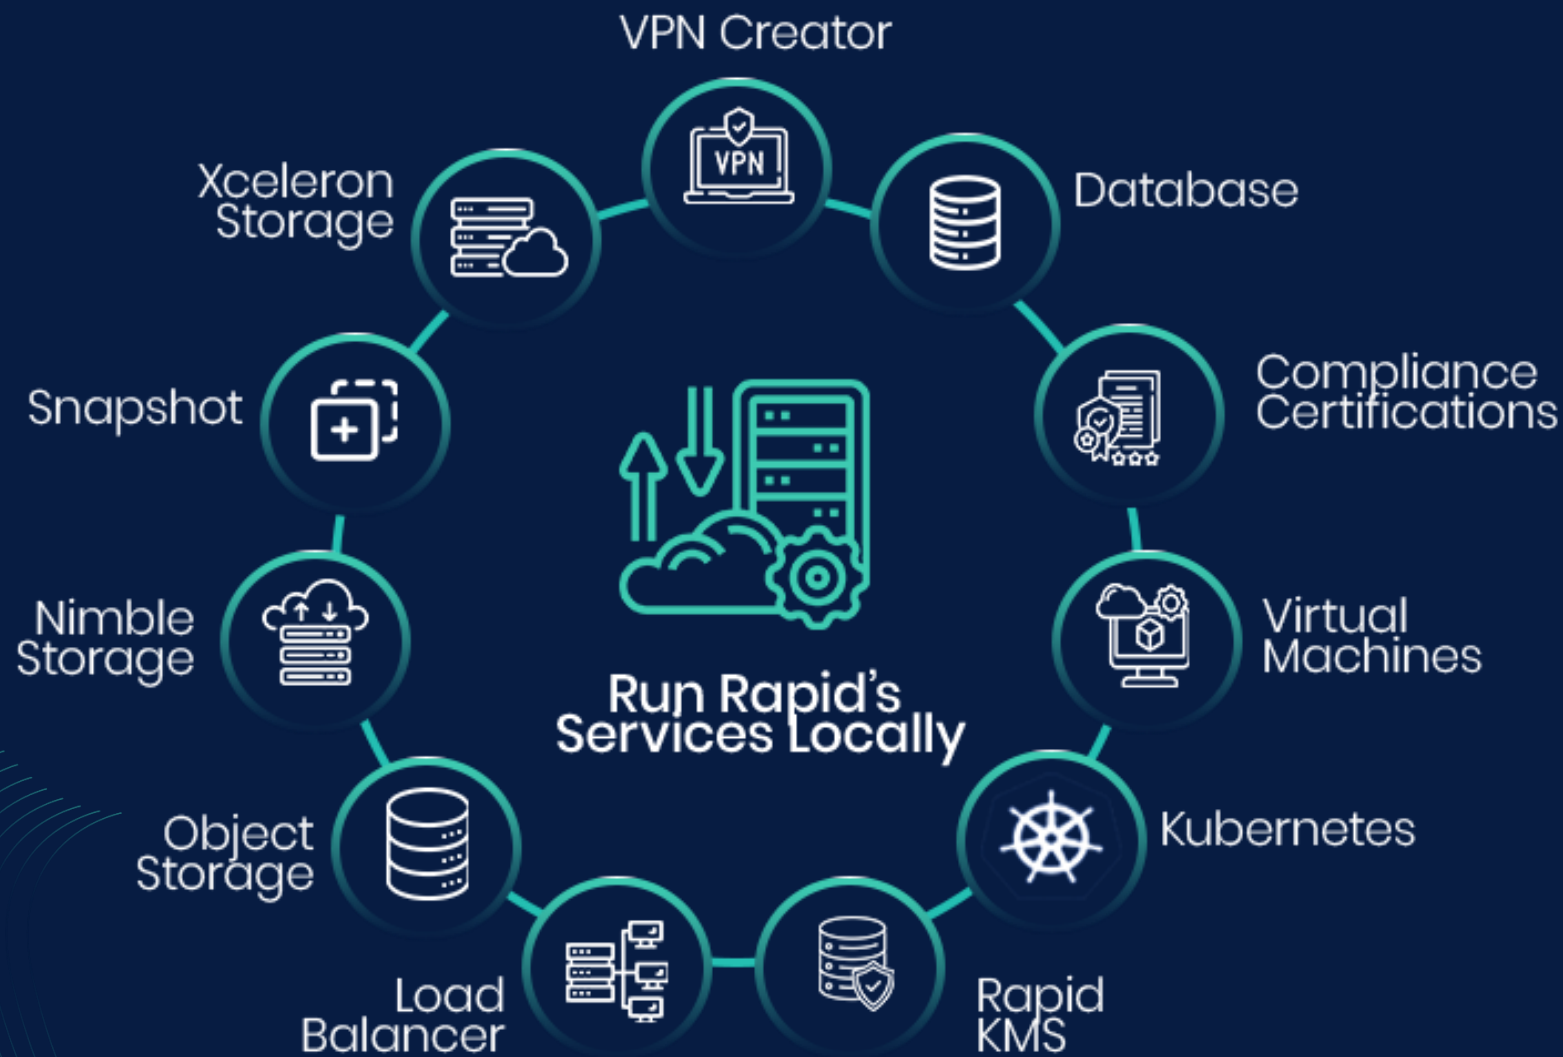 VPN Creator
VPN
Xceleron
Storage
Database
Snapshot
Compliance
Certifications
Nimble
Storage
Virtual
Machines
Run Rapid’s
Services Locally
Object
Storage
Kubernetes
Load
Balancer
Rapid
KMS